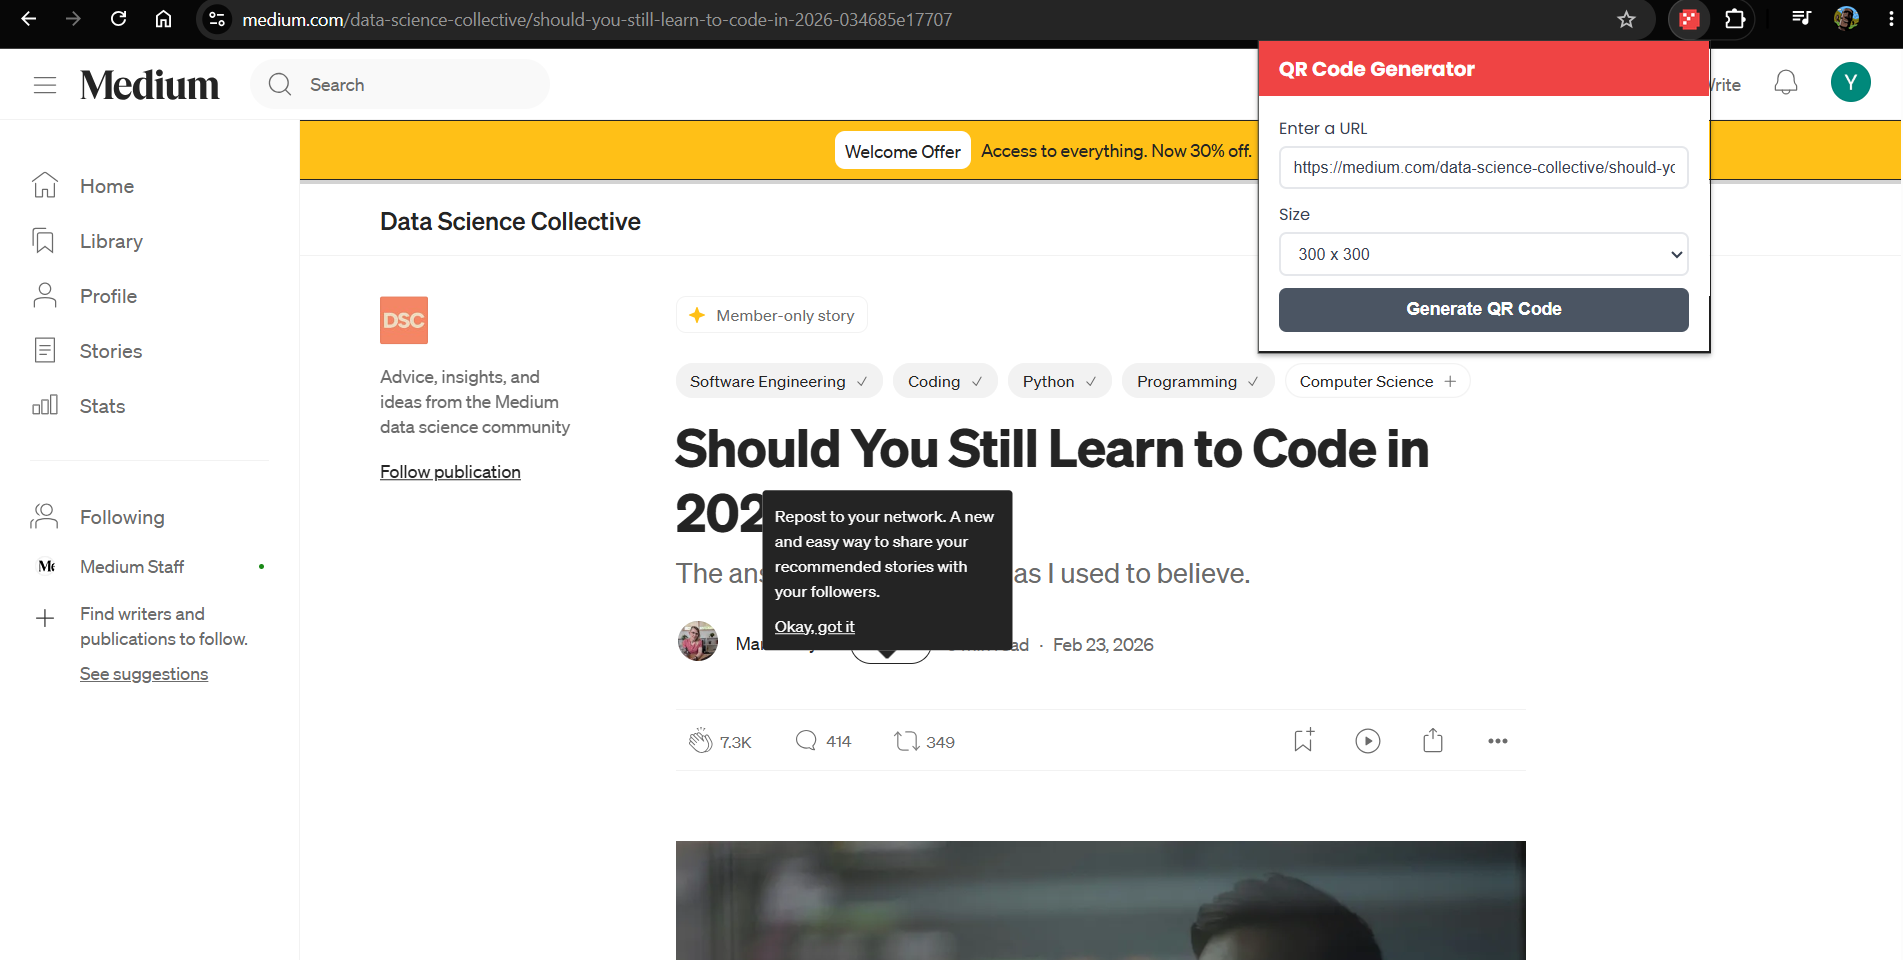 medium.com/data-science-collective/should-you-still-learn-to-code-in-2026-034685e17707
Medium
Search
Write
Y
QR Code Generator
Enter a URL
https://medium.com/data-science-collective/should-yo
Size
300 x 300
Generate QR Code
Welcome Offer
Access to everything. Now 30% off.
Home
Library
Profile
Stories
Stats
Following
Medium Staff
Find writers and
publications to follow.
See suggestions
Data Science Collective
DSC
Advice, insights, and
ideas from the Medium
data science community
Follow publication
Member-only story
Software Engineering
Coding
Python
Programming
Computer Science
Should You Still Learn to Code in
202
Repost to your network. A new
and easy way to share your
recommended stories with
your followers.
Okay, got it
The as I used to believe.
· Feb 23, 2026
7.3K
414
349